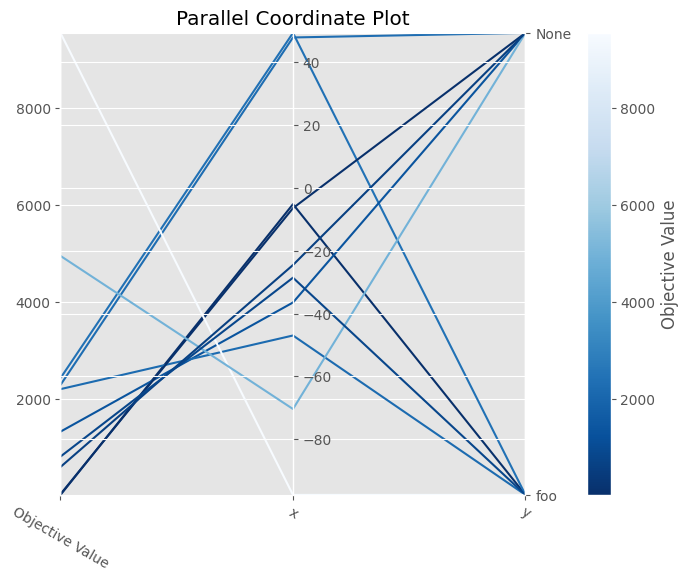 Parallel Coordinate Plot
None
40
8000
8000
20
6000
0
6000
−20
4000
−40
4000
−60
2000
2000
−80
foo
Objective Value
x
y
Objective Value